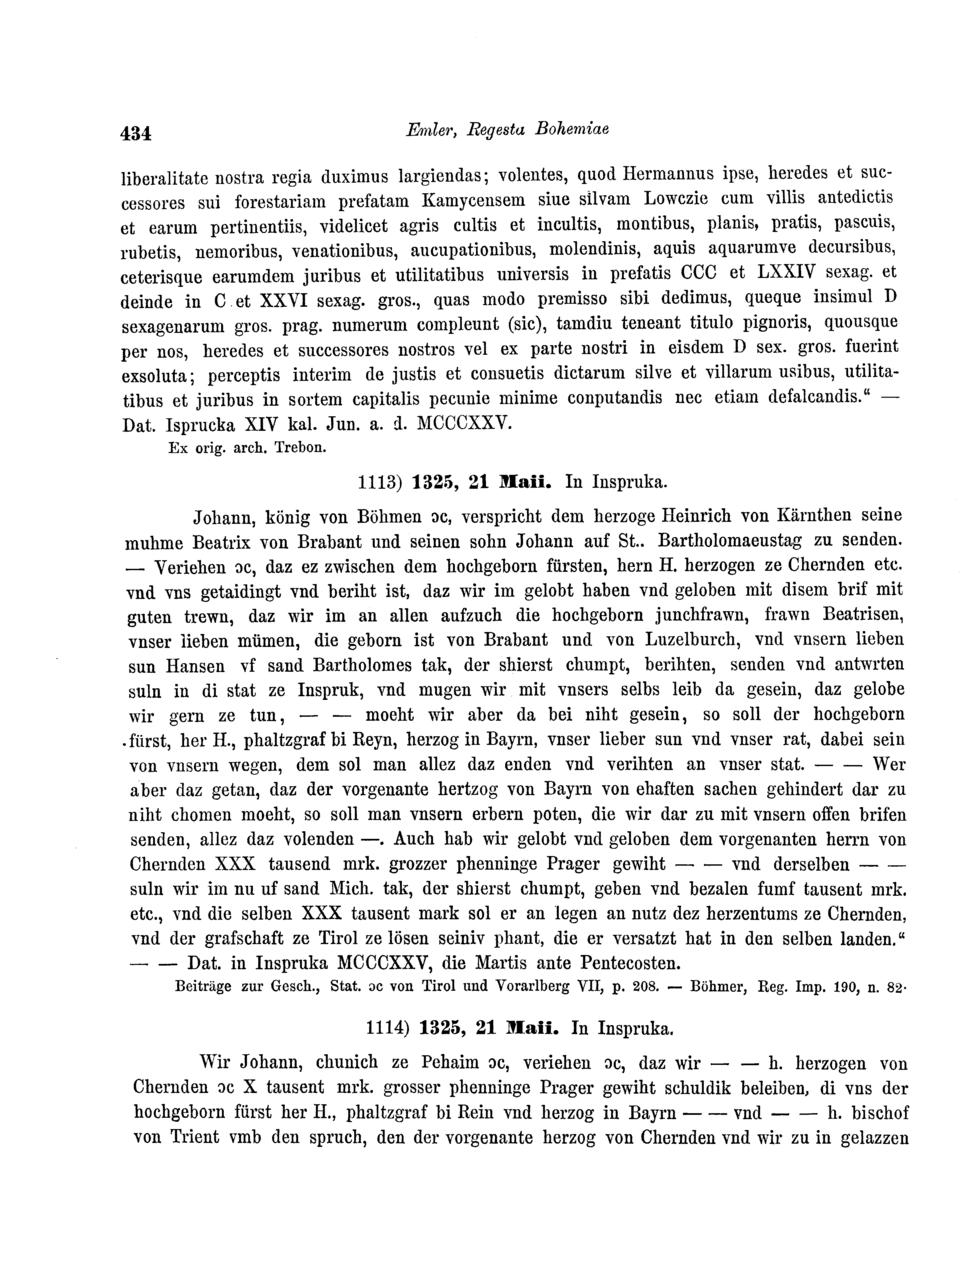 434
Emler, Regesta Bohemiae
liberalitate nostra regia duximus largiendas; volentes, quod Hermannus ipse, heredes et suc-
cessores sui forestariam prefatam Kamycensem siue silvam Lowczie cum villis antedictis
et earum pertinentiis, videlicet agris cultis et incultis, montibus, planis, pratis, pascuis,
rubetis, nemoribus, venationibus, aucupationibus, molendinis, aquis aquarumve decursibus,
ceterisque earumdem juribus et utilitatibus universis in prefatis CCC et LXXIV sexag. et
deinde in C et XXVI sexag. gros., quas modo premisso sibi dedimus, queque insimul D
sexagenarum gros. prag. numerum compleunt (sic), tamdiu teneant titulo pignoris, quousque
per nos, heredes et successores nostros vel ex parte nostri in eisdem D sex. gros. fuerint
exsoluta; perceptis interim de justis et consuetis dictarum silve et villarum usibus, utilita-
tibus et juribus in sortem capitalis pecunie minime conputandis nec etiam defalcandis.“ —
Dat. Isprucka XIV kal. Jun. a. d. MCCCXXV.
Ex orig. arch. Trebon.
1113) 1325, 21 Maii. In Inspruka.
Johann, könig von Böhmen ɔc, verspricht dem herzoge Heinrich von Kärnthen seine
muhme Beatrix von Brabant und seinen sohn Johann auf St.. Bartholomaeustag zu senden.
— Veriehen ɔc, daz ez zwischen dem hochgeborn fürsten, hern H. herzogen ze Chernden etc.
vnd vns getaidingt vnd beriht ist, daz wir im gelobt haben vnd geloben mit disem brif mit
guten trewn, daz wir im an allen aufzuch die hochgeborn junchfrawn, frawn Beatrisen,
vnser lieben mümen, die geborn ist von Brabant und von Luzelburch, vnd vnsern lieben
sun Hansen vf sand Bartholomes tak, der shierst chumpt, berihten, senden vnd antwrten
suln in di stat ze Inspruk, vnd mugen wir mit vnsers selbs leib da gesein, daz gelobe
wir gern ze tun, — — moeht wir aber da bei niht gesein, so soll der hochgeborn
fürst, her H., phaltzgraf bi Reyn, herzog in Bayrn, vnser lieber sun vnd vnser rat, dabei sein
von vnsern wegen, dem sol man allez daz enden vnd verihten an vnser stat. — — Wer
aber daz getan, daz der vorgenante hertzog von Bayrn von ehaften sachen gehindert dar zu
niht chomen moeht, so soll man vnsern erbern poten, die wir dar zu mit vnsern offen brifen
senden, allez daz volenden —. Auch hab wir gelobt vnd geloben dem vorgenanten herrn von
Chernden XXX tausend mrk. grozzer phenninge Prager gewiht — — vnd derselben — —
suln wir im nu uf sand Mich. tak, der shierst chumpt, geben vnd bezalen fumf tausent mrk.
etc., vnd die selben XXX tausent mark sol er an legen an nutz dez herzentums ze Chernden,
vnd der grafschaft ze Tirol ze lösen seiniv phant, die er versatzt hat in den selben landen.“
— — Dat. in Inspruka MCCCXXV, die Martis ante Pentecosten.
Beiträge zur Gesch., Stat. ɔc von Tirol und Vorarlberg VII, p. 208. — Böhmer, Reg. Imp. 190, n. 82.
1114) 1325, 21 Maii. In Inspruka.
Wir Johann, chunich ze Pehaim ɔc, veriehen ɔc, daz wir — — h. herzogen von
Chernden ɔc X tausent mrk. grosser phenninge Prager gewiht schuldik beleiben, di vns der
hochgeborn fürst her H., phaltzgraf bi Rein vnd herzog in Bayrn — — vnd — — h. bischof
von Trient vmb den spruch, den der vorgenante herzog von Chernden vnd wir zu in gelazzen